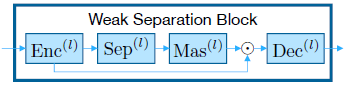 Weak Separation Block
Enc⁽ˡ⁾ Sep⁽ˡ⁾ Mas⁽ˡ⁾ ⊙ Dec⁽ˡ⁾